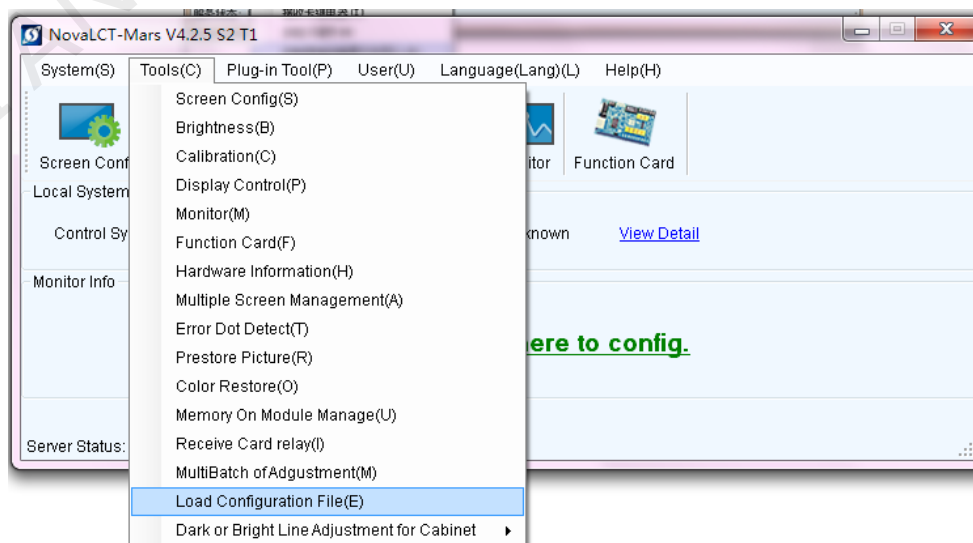 NovaLCT-Mars V4.2.5 S2 T1
System(S) Tools(C) Plug-in Tool(P) User(U) Language(Lang)(L) Help(H)
Screen Config(S)
Brightness(B)
Calibration(C)
Display Control(P)
Monitor(M)
Function Card(F)
Hardware Information(H)
Multiple Screen Management(A)
Error Dot Detect(T)
Prestore Picture(R)
Color Restore(O)
Memory On Module Manage(U)
Receive Card relay(I)
MultiBatch ofAdgustment(M)
Load Configuration File(E)
Dark or Bright Line Adjustment for Cabinet
Screen Conf
itor
Function Card
Local System
Control Sy
known
View Detail
Monitor Info
ere to config.
Server Status: